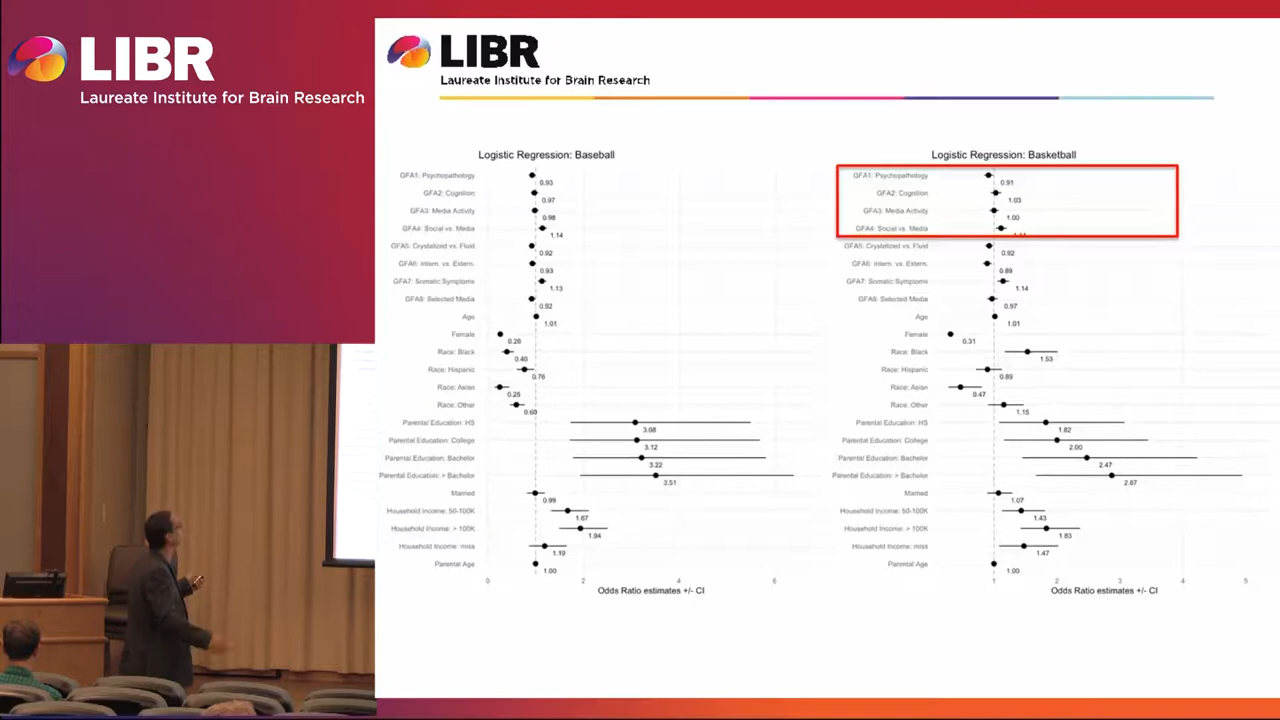 LIBR
Laureate Institute for Brain Research
LIBR
Laureate Institute for Brain Research
Logistic Regression: Baseball
GFA1: Psychopathology
0.93
GFA2: Cognition
0.97
GFA3: Media Activity
0.98
GFA4: Social vs. Media
1.14
GFA5: Crystalized vs. Fluid
0.92
GFA6: Intern. vs. Extern.
0.93
GFA7: Somatic Symptoms
1.13
GFA8: Selected Media
0.92
Age
1.01
Female
0.26
Race: Black
0.40
Race: Hispanic
0.76
Race: Asian
0.25
Race: Other
0.60
Parental Education: HS
3.08
Parental Education: College
3.12
Parental Education: Bachelor
3.22
Parental Education: > Bachelor
3.51
Married
0.99
Household Income: 50-100K
1.67
Household Income: > 100K
1.94
Household Income: miss
1.19
Parental Age
1.00
0 2 4 6
Odds Ratio estimates +/- CI
Logistic Regression: Basketball
GFA1: Psychopathology
0.91
GFA2: Cognition
1.03
GFA3: Media Activity
1.00
GFA4: Social vs. Media
GFA5: Crystalized vs. Fluid
0.92
GFA6: Intern. vs. Extern.
0.89
GFA7: Somatic Symptoms
1.14
GFA8: Selected Media
0.97
Age
1.01
Female
0.31
Race: Black
1.53
Race: Hispanic
0.89
Race: Asian
0.47
Race: Other
1.15
Parental Education: HS
1.82
Parental Education: College
2.00
Parental Education: Bachelor
2.47
Parental Education: > Bachelor
2.87
Married
1.07
Household Income: 50-100K
1.43
Household Income: > 100K
1.83
Household Income: miss
1.47
Parental Age
1.00
1 2 3 4 5
Odds Ratio estimates +/- CI